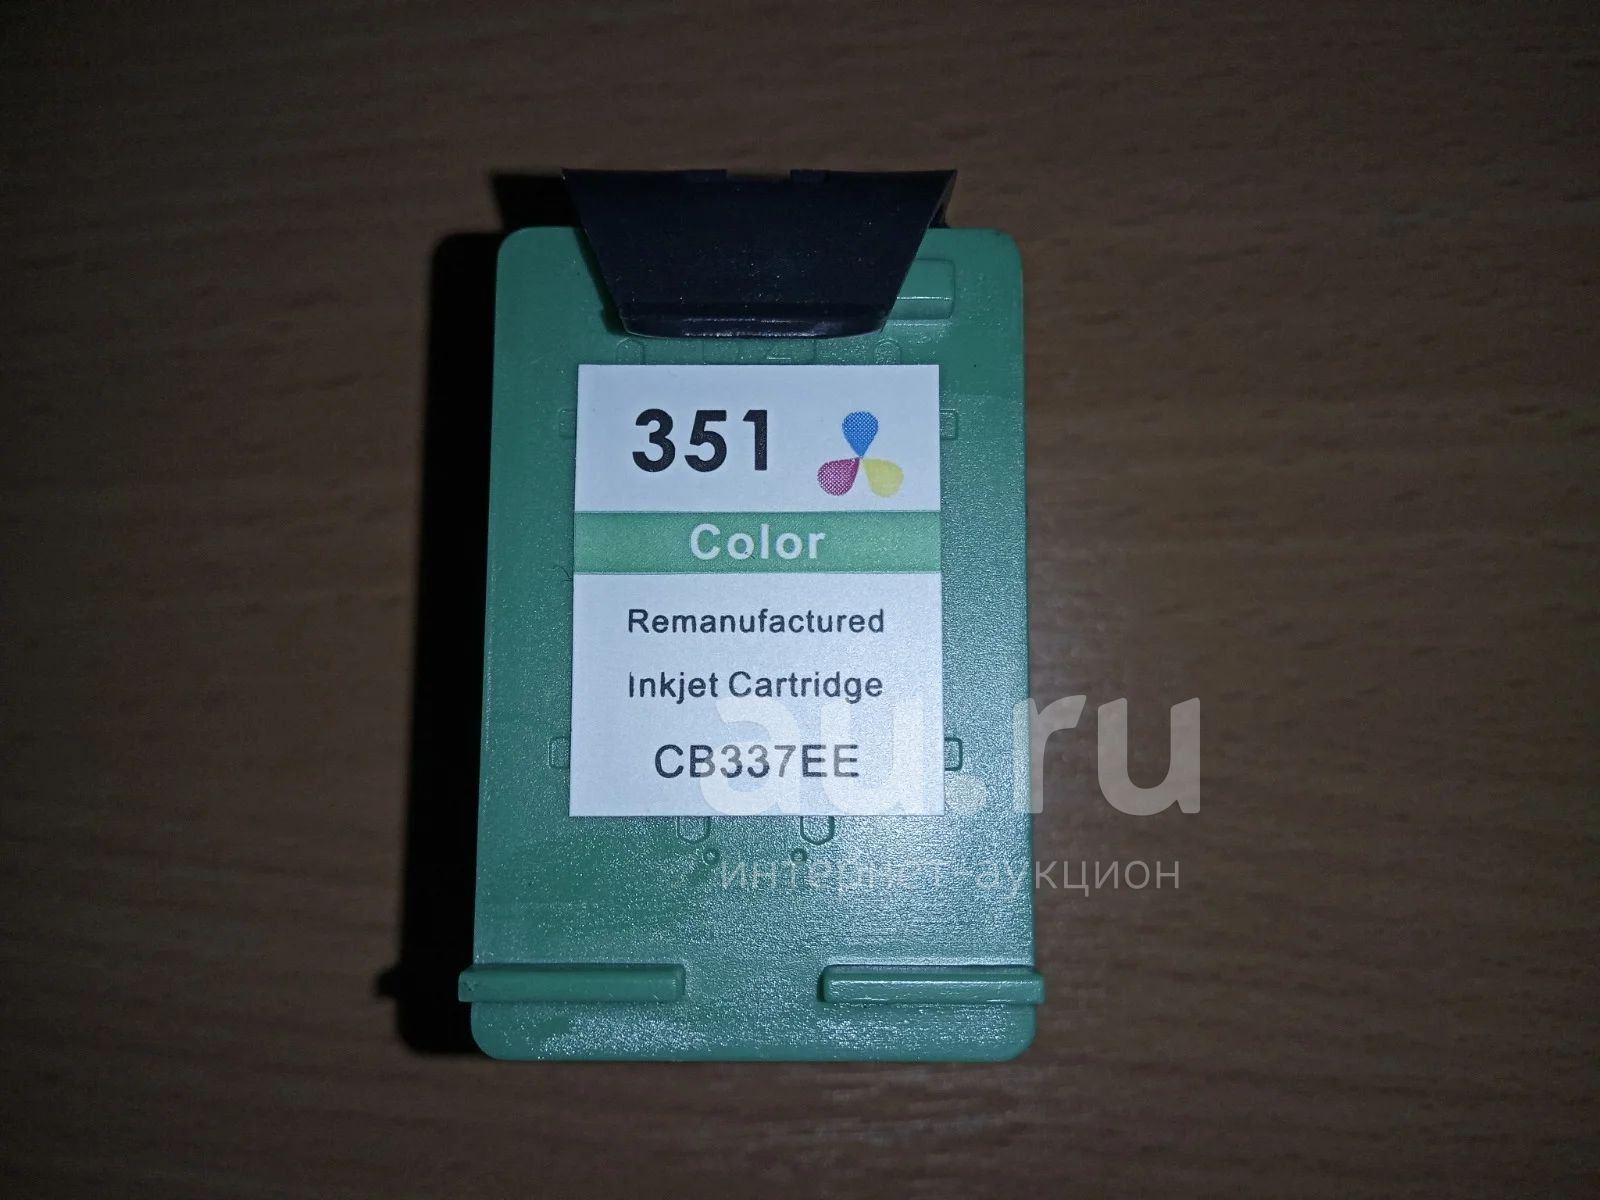 351
Color
Remanufactured
Inkjet Cartridge
CB337EE
au.ru
интернет-аукцион